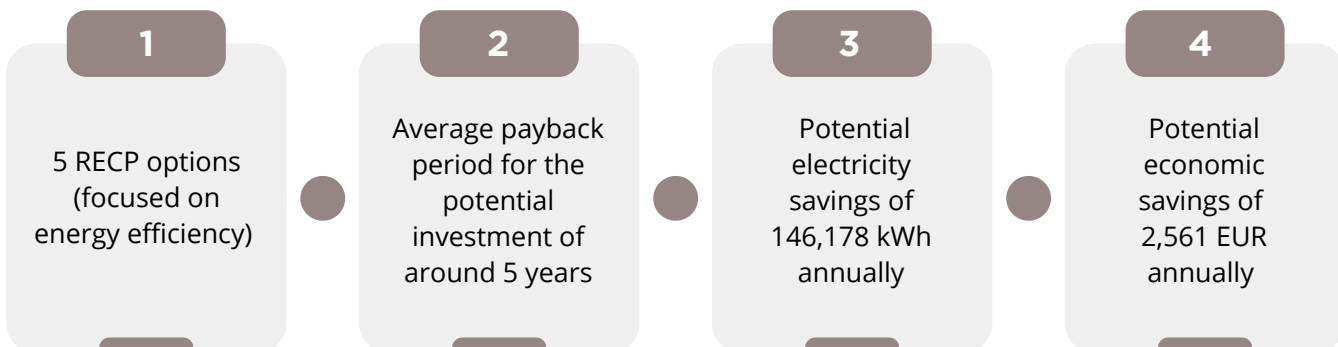 1
5 RECP options
(focused on
energy efficiency)
2
Average payback
period for the
potential
investment of
around 5 years
3
Potential
electricity
savings of
146,178 kWh
annually
4
Potential
economic
savings of
2,561 EUR
annually